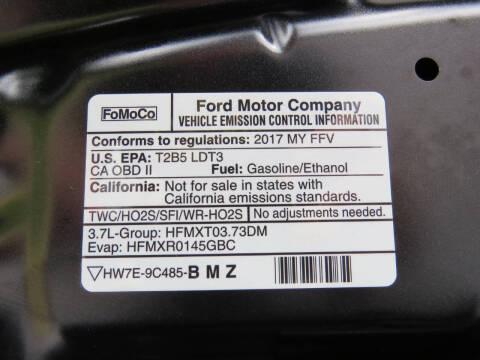 FoMoCo
Ford Motor Company
VEHICLE EMISSION CONTROL INFORMATION
Conforms to regulations: 2017 MY FFV
U.S. EPA: T2B5 LDT3
CA OBD II Fuel: Gasoline/Ethanol
California: Not for sale in states with
California emissions standards.
TWC/HO2S/SFI/WR-HO2S No adjustments needed.
3.7L-Group: HFMXT03.73DM
Evap: HFMXR0145GBC
HW7E-9C485-B M Z